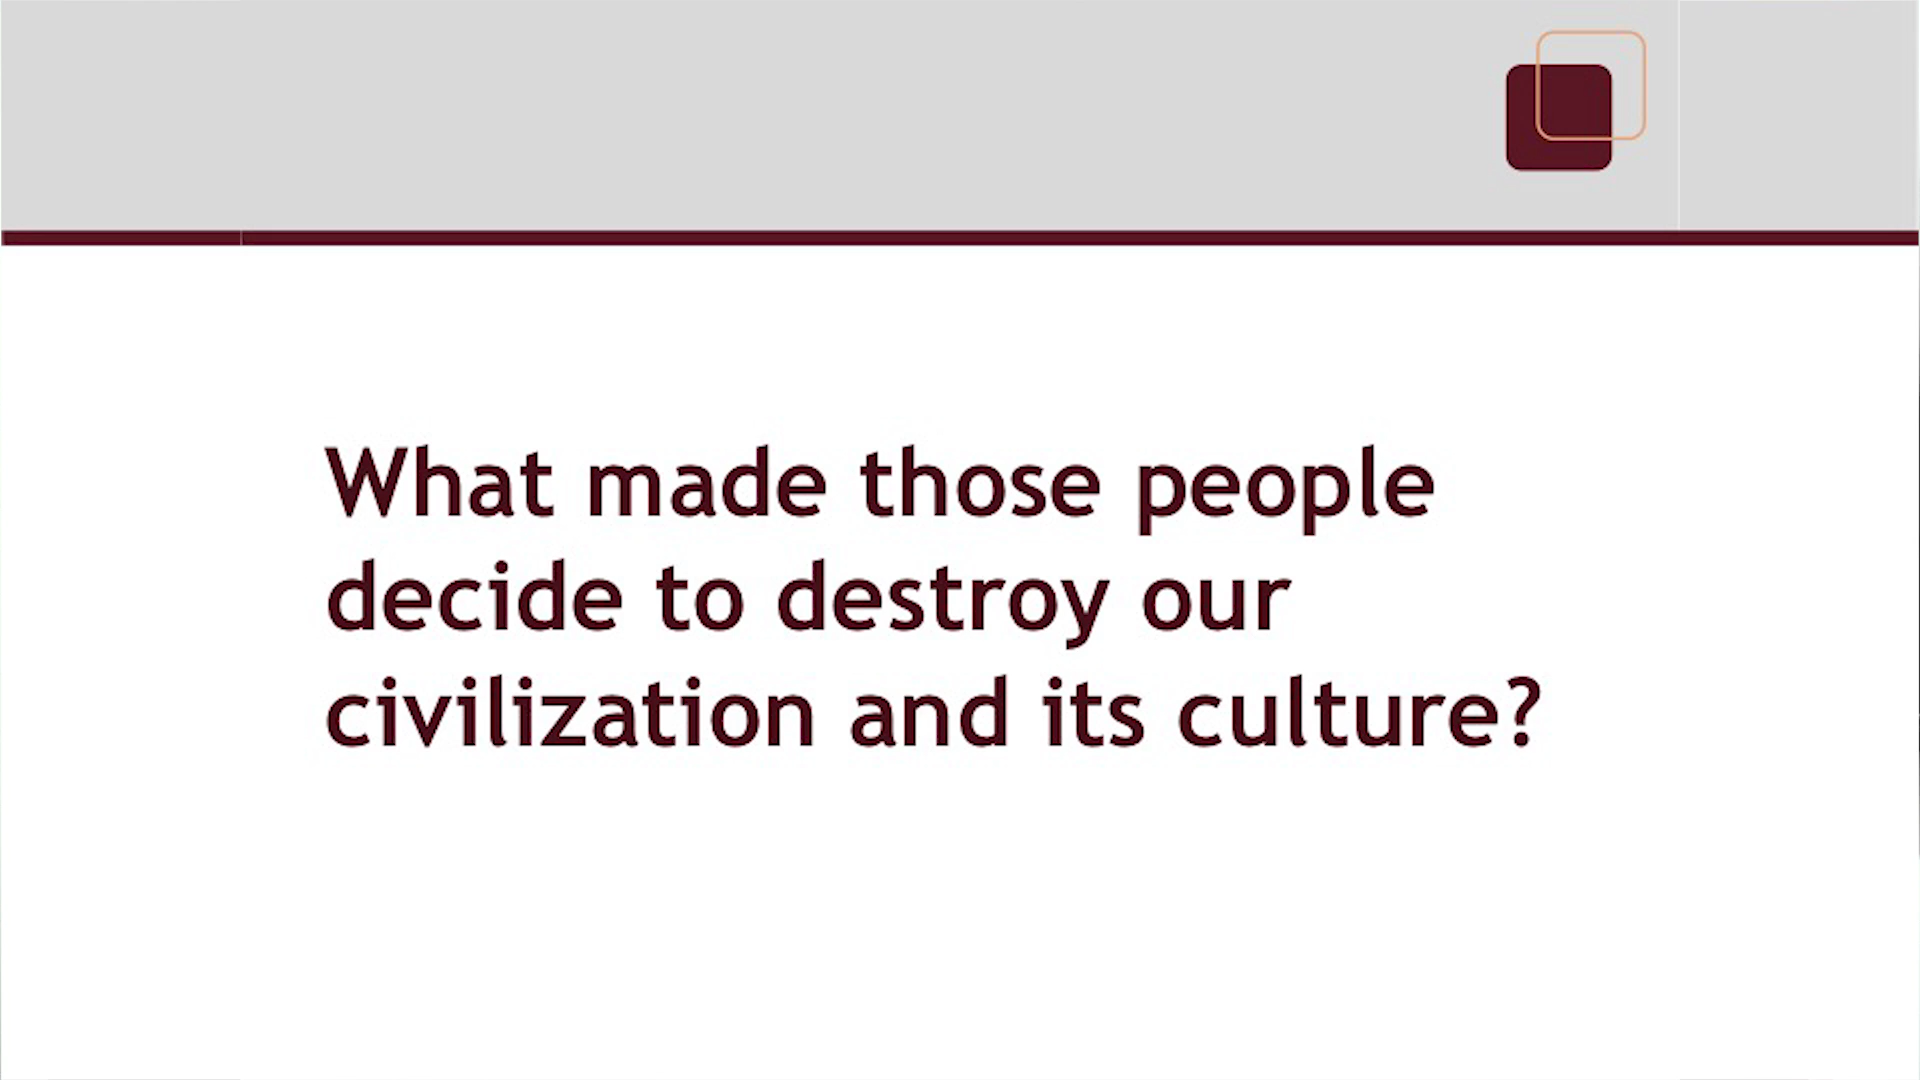 What made those people
decide to destroy our
civilization and its culture?